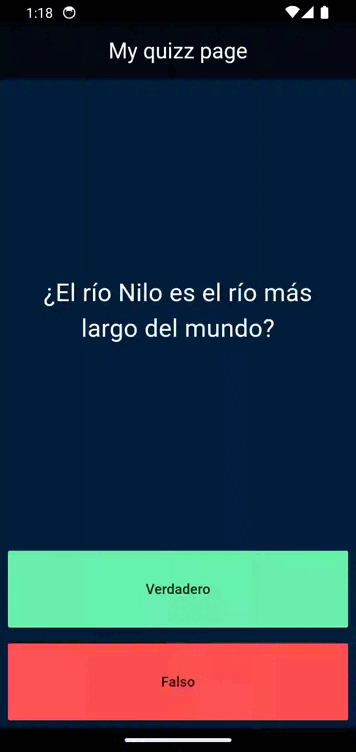 1:18
My quizz page
¿El río Nilo es el río más
largo del mundo?
Verdadero
Falso